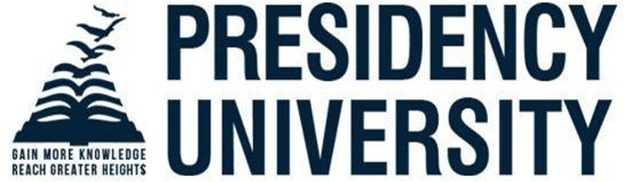 PRESIDENCY
UNIVERSITY
GAIN MORE KNOWLEDGE
REACH GREATER HEIGHTS